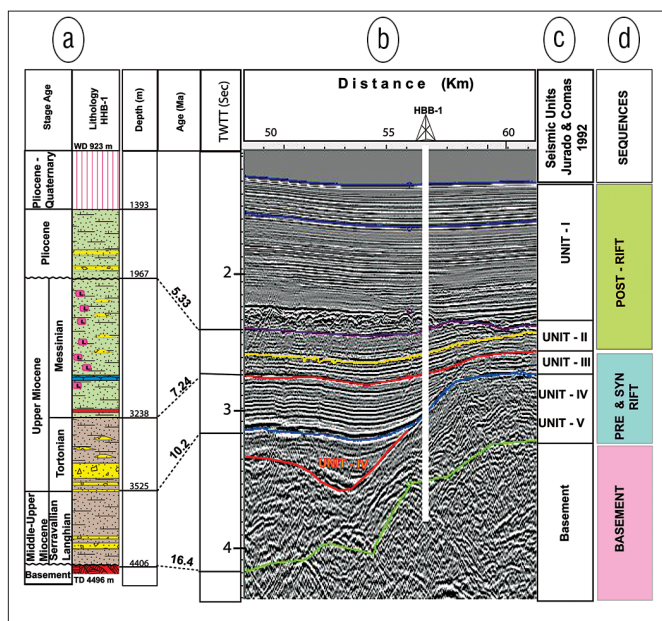 a
b
c
d
Stage Age
Lithology
HHB-1
Depth (m)
Age (Ma)
TWTT (Sec)
Distance (Km)
HBB-1
50
55
60
Seismic Units
Jurado & Comas
1992
SEQUENCES
WD 923 m
Pliocene -
Quaternary
1393
Pliocene
1967
Upper Miocene
Messinian
L
L
L
L
L
L
L
3238
Tortonian
3525
Middle-Upper
Miocene
Serravallian
Lanchian
4406
Basement
TD 4496 m
5.33
7.24
10.2
16.4
2
3
4
UNIT - IV
UNIT - I
UNIT - II
UNIT - III
UNIT - IV
UNIT - V
Basement
POST - RIFT
PRE & SYN
RIFT
BASEMENT